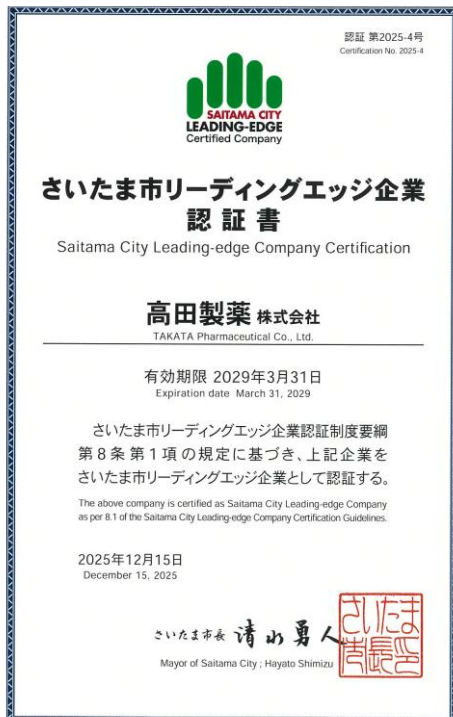 認証 第2025-4号
Certification No. 2025-4
SAITAMA CITY
LEADING-EDGE
Certified Company
さいたま市リーディングエッジ企業
認証書
Saitama City Leading-edge Company Certification
高田製薬 株式会社
TAKATA Pharmaceutical Co., Ltd.
有効期限 2029年3月31日
Expiration date March 31, 2029
さいたま市リーディングエッジ企業認証制度要綱
第8条第1項の規定に基づき、上記企業を
さいたま市リーディングエッジ企業として認証する。
The above company is certified as Saitama City Leading-edge Company
as per 8.1 of the Saitama City Leading-edge Company Certification Guidelines.
2025年12月15日
December 15, 2025
さいたま市長 清水勇人
Mayor of Saitama City ; Hayato Shimizu
さいたま
市長印